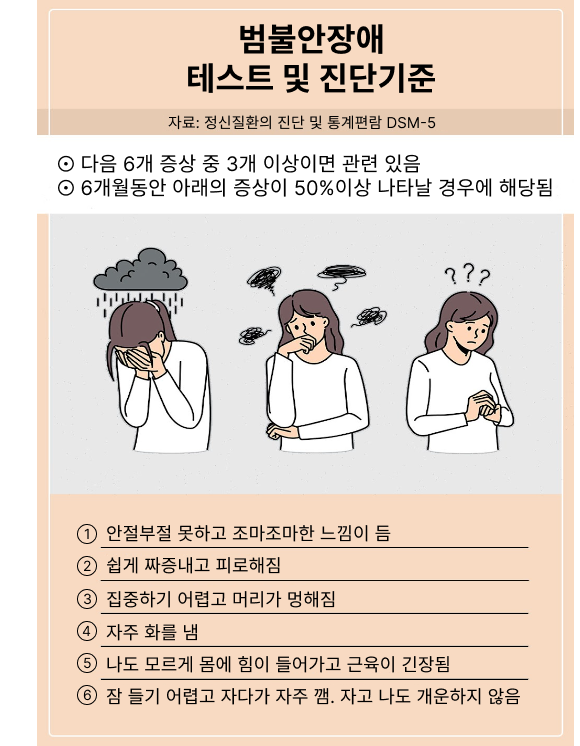 범불안장애
테스트 및 진단기준
자료: 정신질환의 진단 및 통계편람 DSM-5
⊙ 다음 6개 증상 중 3개 이상이면 관련 있음
⊙ 6개월동안 아래의 증상이 50%이상 나타날 경우에 해당됨
? ? ?
① 안절부절 못하고 조마조마한 느낌이 듬
② 쉽게 짜증내고 피로해짐
③ 집중하기 어렵고 머리가 멍해짐
④ 자주 화를 냄
⑤ 나도 모르게 몸에 힘이 들어가고 근육이 긴장됨
⑥ 잠 들기 어렵고 자다가 자주 깸. 자고 나도 개운하지 않음